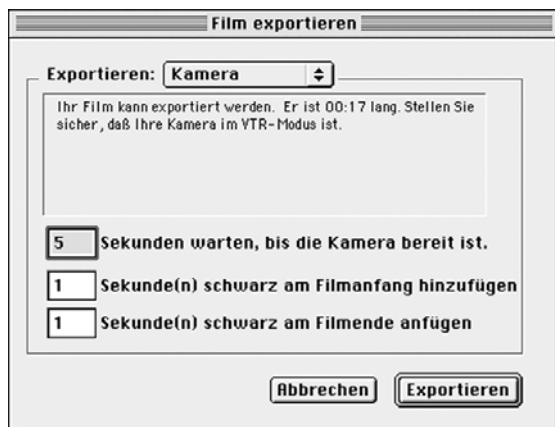 Film exportieren
Exportieren: Kamera
Ihr Film kann exportiert werden. Er ist 00:17 lang. Stellen Sie
sicher, daß Ihre Kamera im VTR-Modus ist.
5 Sekunden warten, bis die Kamera bereit ist.
1 Sekunde(n) schwarz am Filmanfang hinzufügen
1 Sekunde(n) schwarz am Filmende anfügen
Abbrechen Exportieren